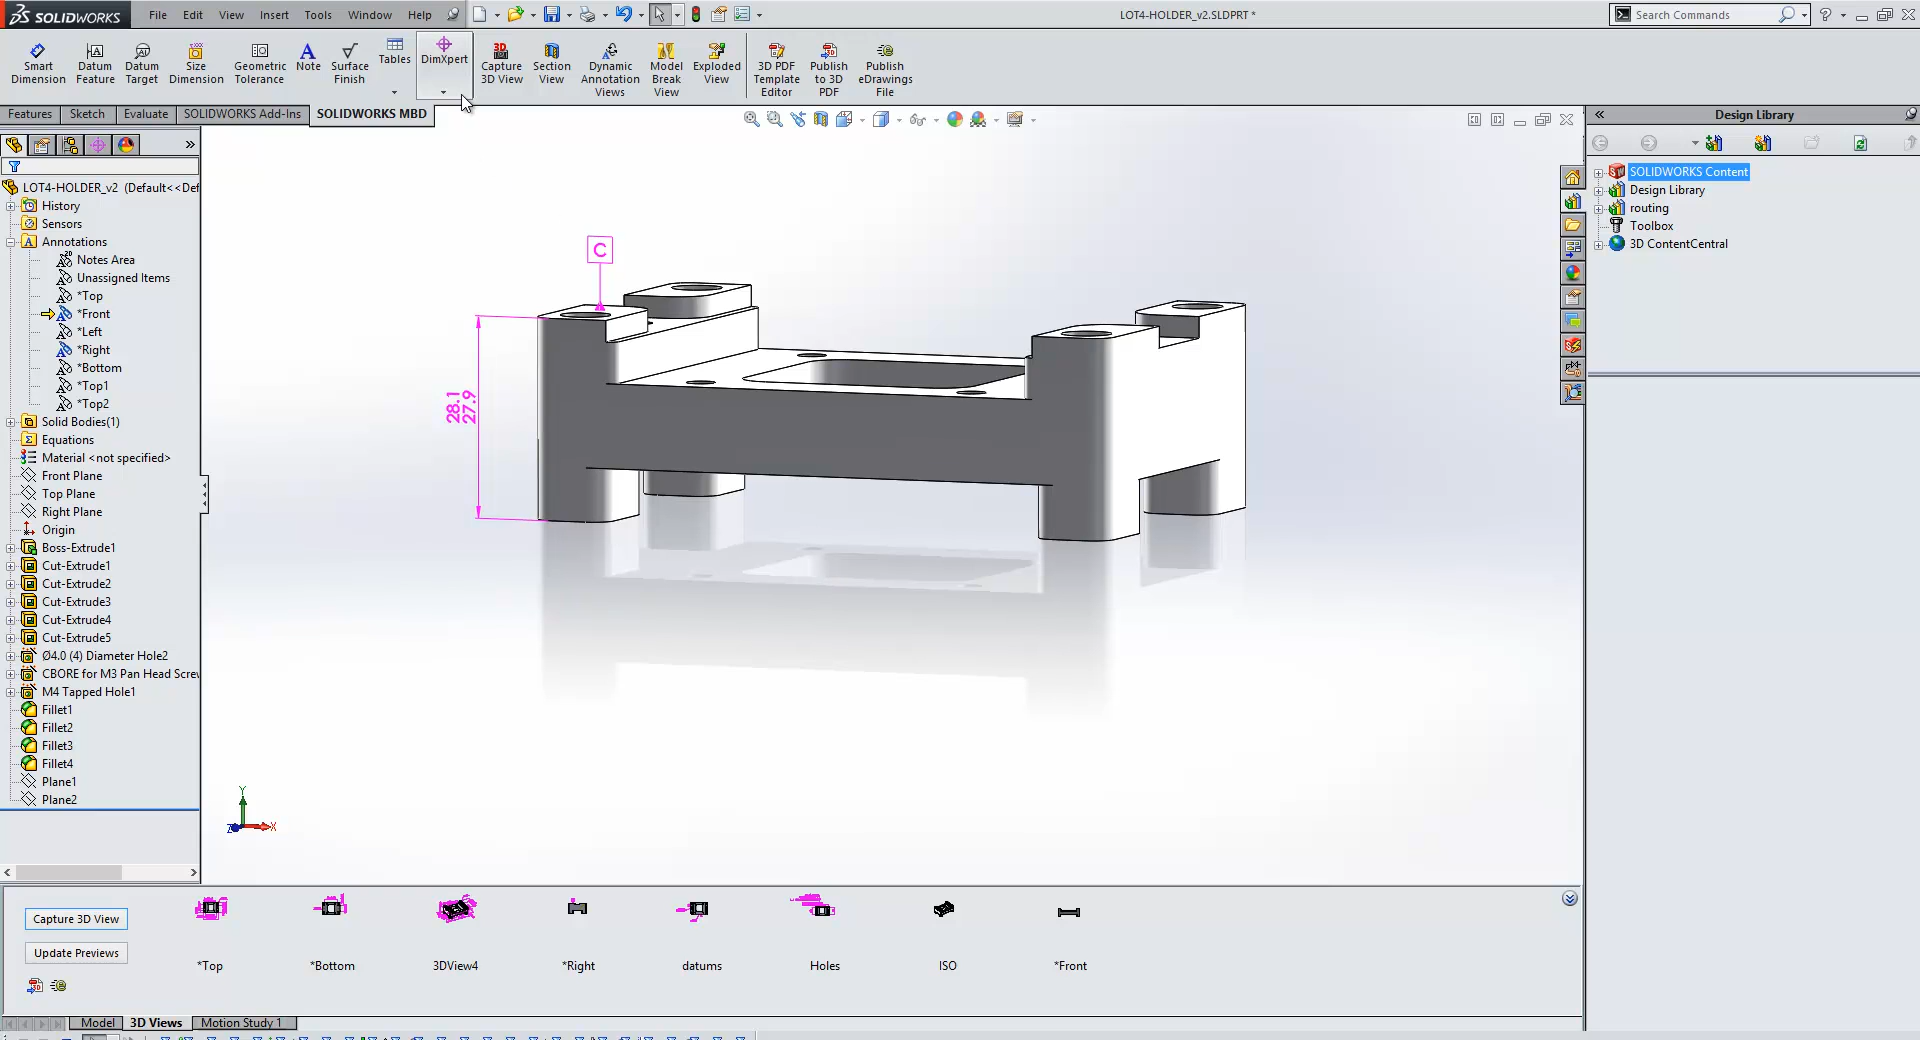 SOLIDWORKS File Edit View Insert Tools Window Help LOT4-HOLDER_v2.SLDPRT * Search Commands
Smart Dimension
Datum Feature
Datum Target
Size Dimension
Geometric Tolerance
Note
Surface Finish
Tables
DimXpert
Capture 3D View
Section View
Dynamic Annotation Views
Model Break View
Exploded View
3D PDF Template Editor
Publish to 3D PDF
Publish eDrawings File
Features Sketch Evaluate SOLIDWORKS Add-Ins SOLIDWORKS MBD
Design Library
SOLIDWORKS Content
Design Library
routing
Toolbox
3D ContentCentral
LOT4-HOLDER_v2 (Default<<Def
History
Sensors
Annotations
Notes Area
Unassigned Items
*Top
*Front
*Left
*Right
*Bottom
*Top1
*Top2
Solid Bodies(1)
Equations
Material <not specified>
Front Plane
Top Plane
Right Plane
Origin
Boss-Extrude1
Cut-Extrude1
Cut-Extrude2
Cut-Extrude3
Cut-Extrude4
Cut-Extrude5
Ø4.0 (4) Diameter Hole2
CBORE for M3 Pan Head Screw
M4 Tapped Hole1
Fillet1
Fillet2
Fillet3
Fillet4
Plane1
Plane2
C
28.1
27.9
Y
X
Z
Capture 3D View
Update Previews
*Top *Bottom 3DView4 *Right datums Holes ISO *Front
Model 3D Views Motion Study 1